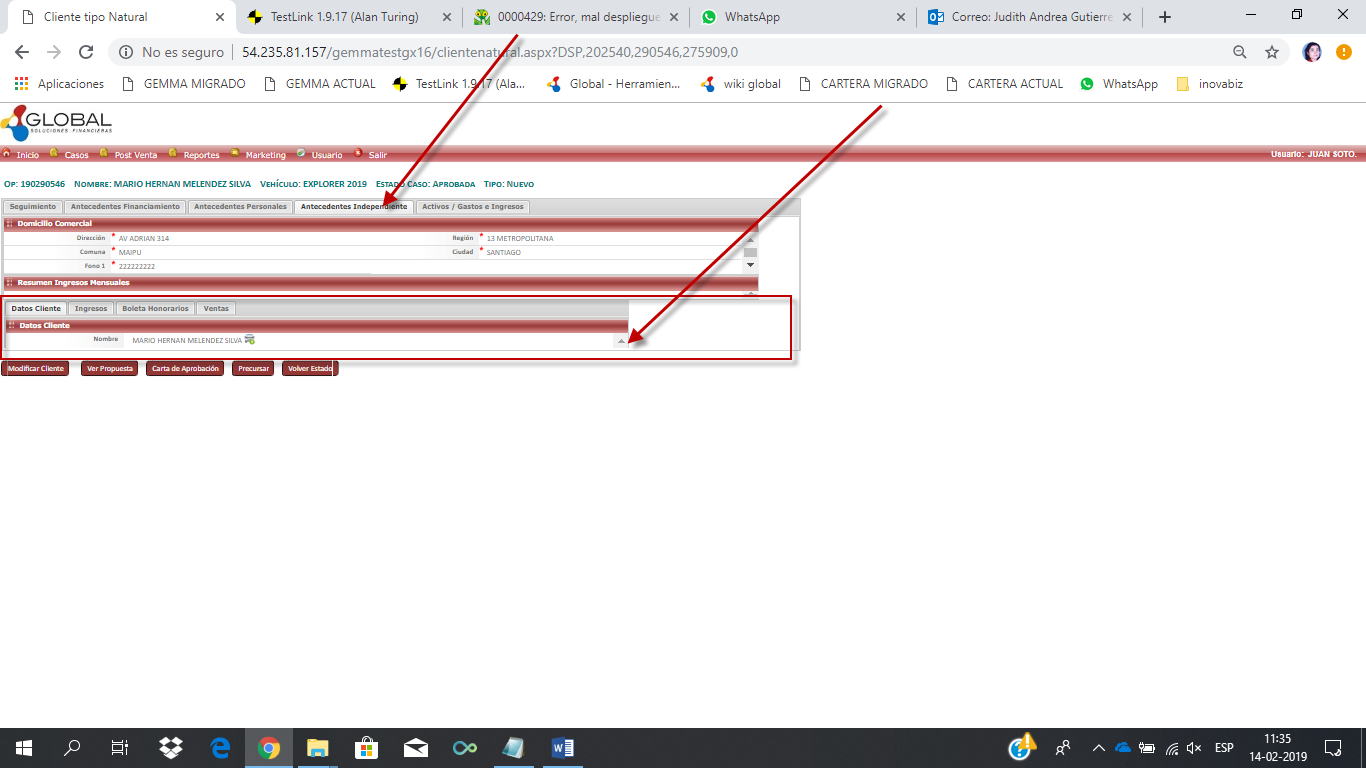 Cliente tipo Natural
TestLink 1.9.17 (Alan Turing)
0000429: Error, mal despliegue
WhatsApp
Correo: Judith Andrea Gutierre
No es seguro | 54.235.81.157/gemmatestgx16/clientenatural.aspx?DSP,202540,290546,275909,0
Aplicaciones GEMMA MIGRADO GEMMA ACTUAL TestLink 1.9.17 (Ala... Global - Herramien... wiki global CARTERA MIGRADO CARTERA ACTUAL WhatsApp inovabiz
GLOBAL
SOLUCIONES FINANCIERAS
Inicio Casos Post Venta Reportes Marketing Usuario Salir Usuario: JUAN SOTO.
OP: 190290546 NOMBRE: MARIO HERNAN MELENDEZ SILVA VEHÍCULO: EXPLORER 2019 ESTADO CASO: APROBADA TIPO: NUEVO
Seguimiento Antecedentes Financiamiento Antecedentes Personales Antecedentes Independiente Activos / Gastos e Ingresos
Domicilio Comercial
Dirección * AV ADRIAN 314 Región * 13 METROPOLITANA
Comuna * MAIPU Ciudad * SANTIAGO
Fono 1 * 222222222
Resumen Ingresos Mensuales
Datos Cliente Ingresos Boleta Honorarios Ventas
Datos Cliente
Nombre MARIO HERNAN MELENDEZ SILVA
Modificar Cliente Ver Propuesta Carta de Aprobación Precursar Volver Estado
ESP
11:35
14-02-2019